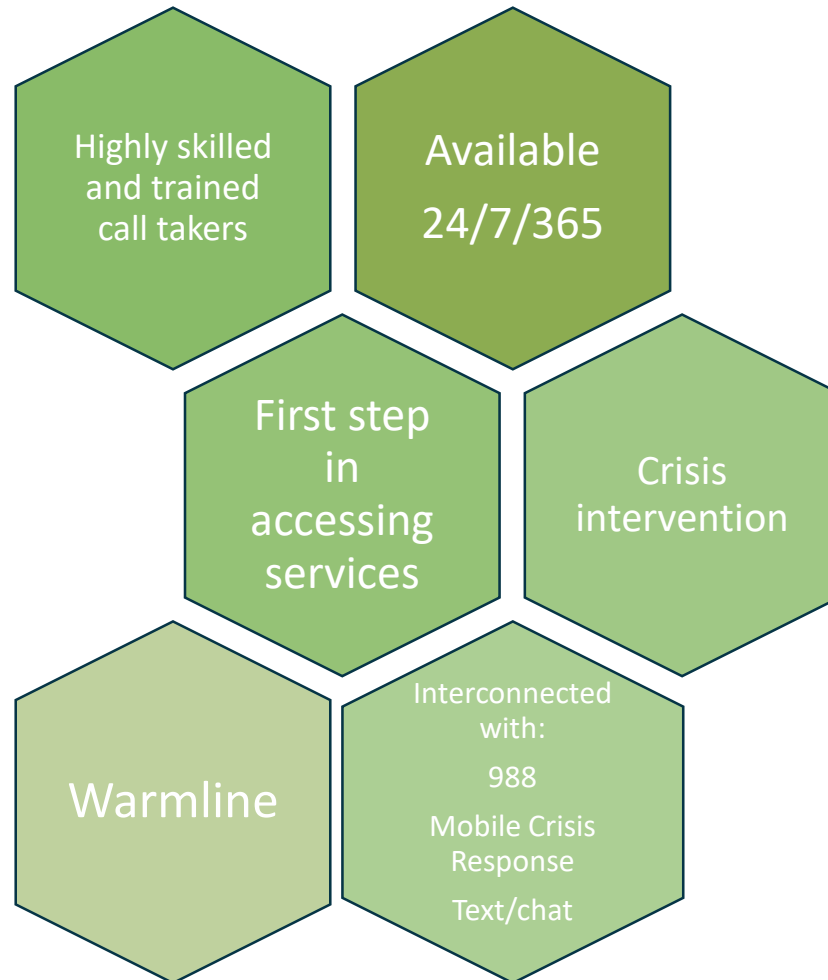 Highly skilled
and trained
call takers
Available
24/7/365
First step
in
accessing
services
Crisis
intervention
Warmline
Interconnected
with:
988
Mobile Crisis
Response
Text/chat